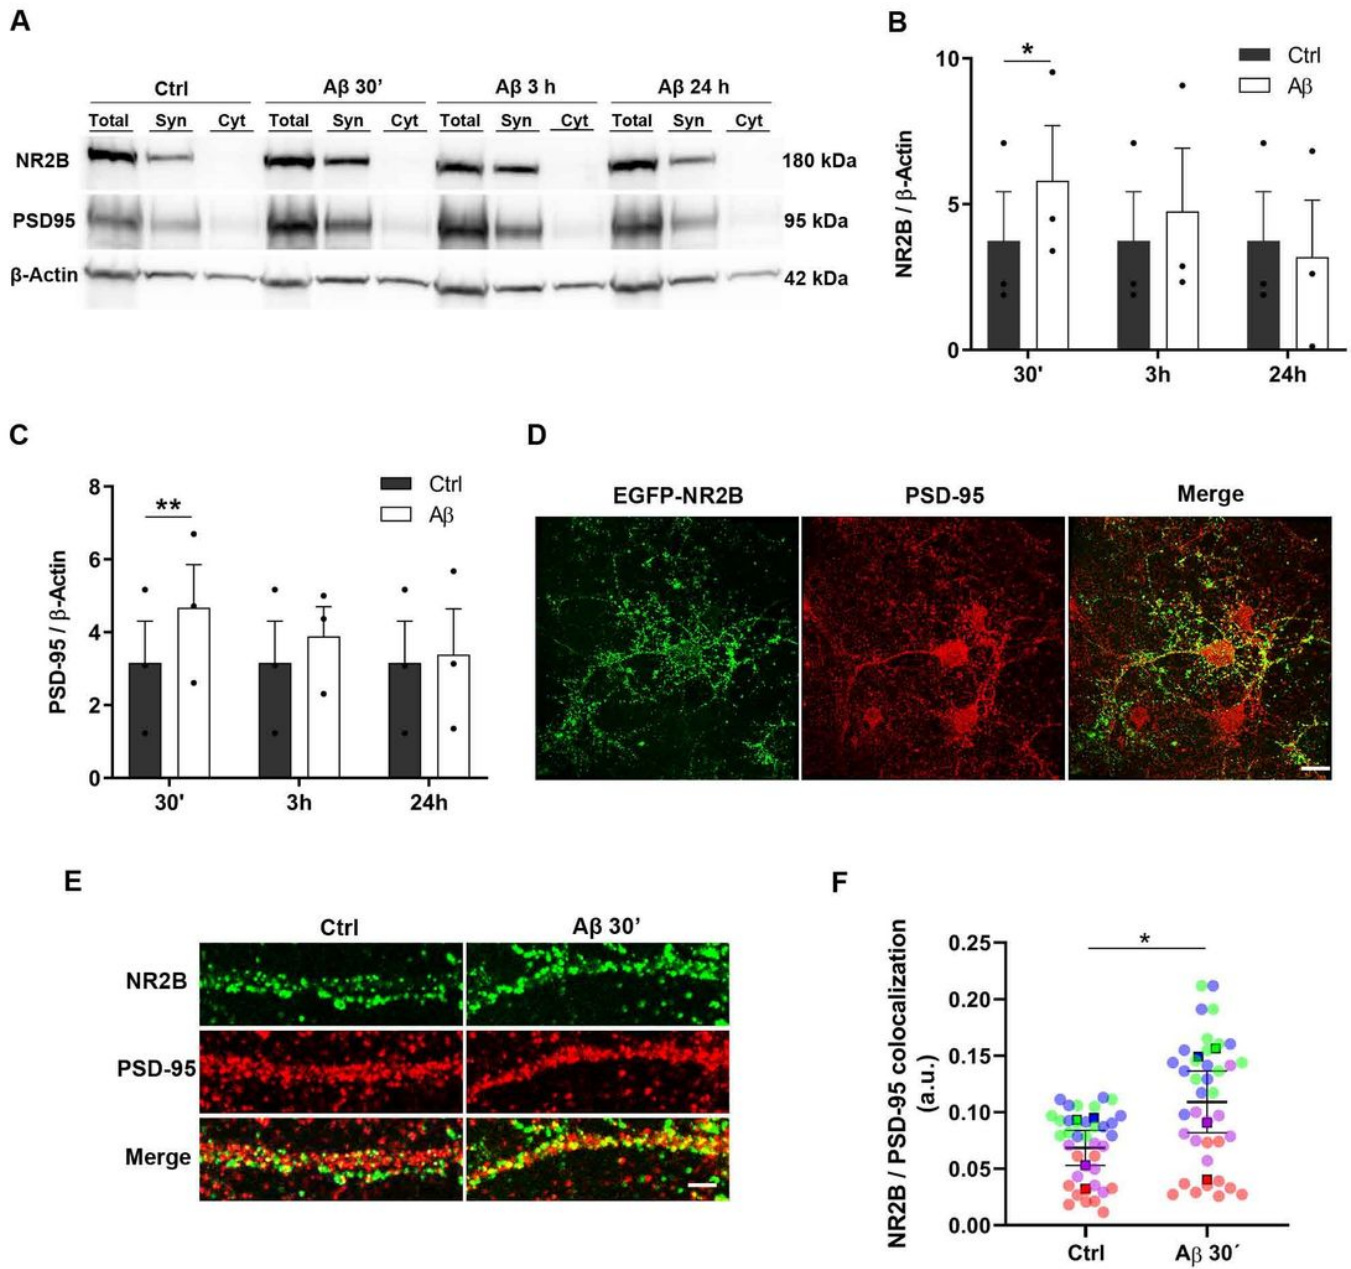 A
Ctrl Aβ 30’ Aβ 3 h Aβ 24 h
Total Syn Cyt Total Syn Cyt Total Syn Cyt Total Syn Cyt
NR2B 180 kDa
PSD95 95 kDa
β-Actin 42 kDa
B
*
Ctrl
Aβ
NR2B / β-Actin
10
5
0
30' 3h 24h
C
**
Ctrl
Aβ
PSD-95 / β-Actin
8
6
4
2
0
30' 3h 24h
D
EGFP-NR2B PSD-95 Merge
E
Ctrl Aβ 30’
NR2B
PSD-95
Merge
F
*
NR2B / PSD-95 colocalization
(a.u.)
0.25
0.20
0.15
0.10
0.05
0.00
Ctrl Aβ 30´